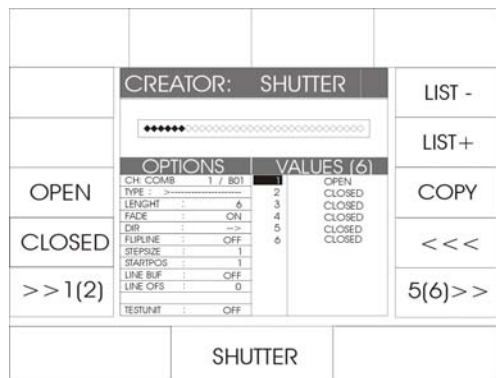 CREATOR: SHUTTER
LIST -
LIST+
OPTIONS VALUES (6)
CH: COMB 1 / B01 1 OPEN
TYPE : >-------------------- 2 CLOSED
OPEN LENGHT : 6 3 CLOSED COPY
FADE : ON 4 CLOSED
DIR : --> 5 CLOSED
CLOSED FLIPLINE : OFF 6 CLOSED <<<
STEPSIZE : 1
STARTPOS : 1
>>1(2) LINE BUF : OFF 5(6)>>
LINE OFS : 0
TESTUNIT : OFF
SHUTTER